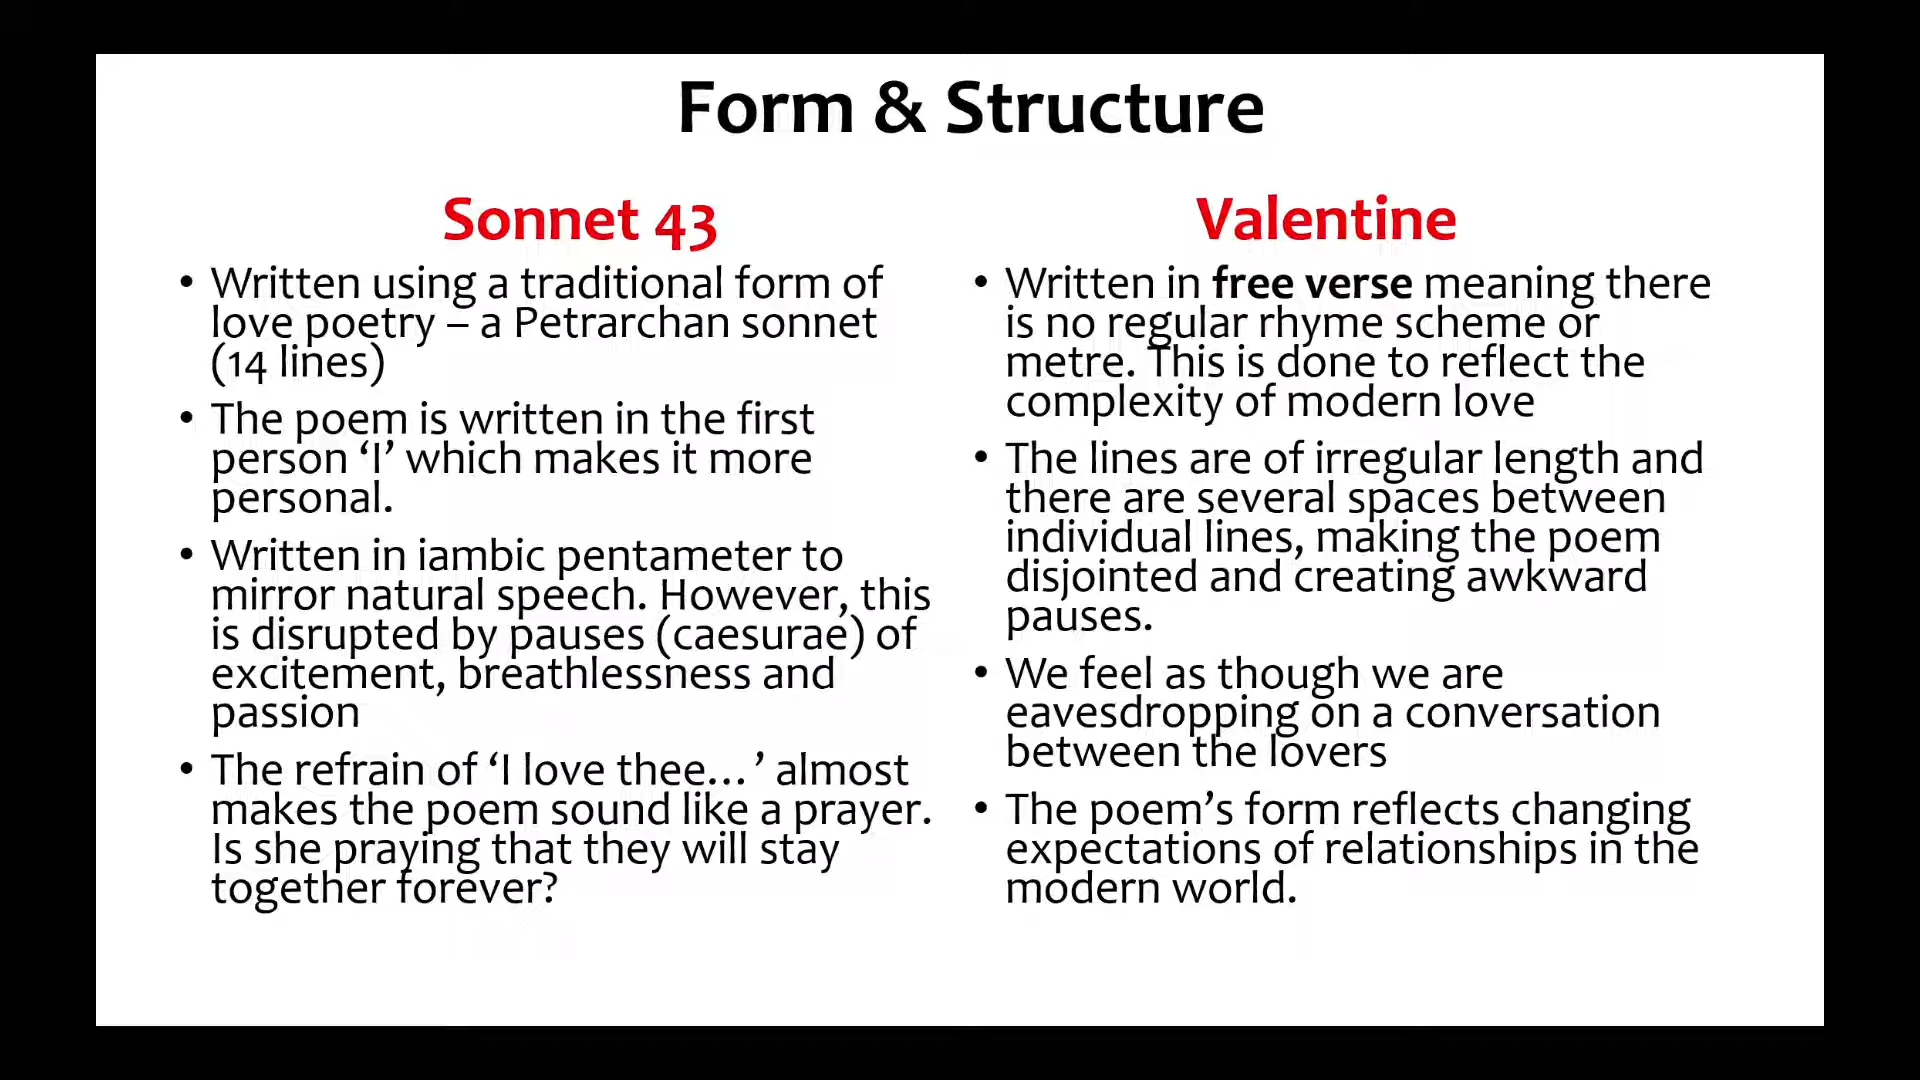 Form & Structure
Sonnet 43
• Written using a traditional form of
love poetry – a Petrarchan sonnet
(14 lines)
• The poem is written in the first
person ‘I’ which makes it more
personal.
• Written in iambic pentameter to
mirror natural speech. However, this
is disrupted by pauses (caesurae) of
excitement, breathlessness and
passion
• The refrain of ‘I love thee…’ almost
makes the poem sound like a prayer.
Is she praying that they will stay
together forever?
Valentine
• Written in free verse meaning there
is no regular rhyme scheme or
metre. This is done to reflect the
complexity of modern love
• The lines are of irregular length and
there are several spaces between
individual lines, making the poem
disjointed and creating awkward
pauses.
• We feel as though we are
eavesdropping on a conversation
between the lovers
• The poem’s form reflects changing
expectations of relationships in the
modern world.